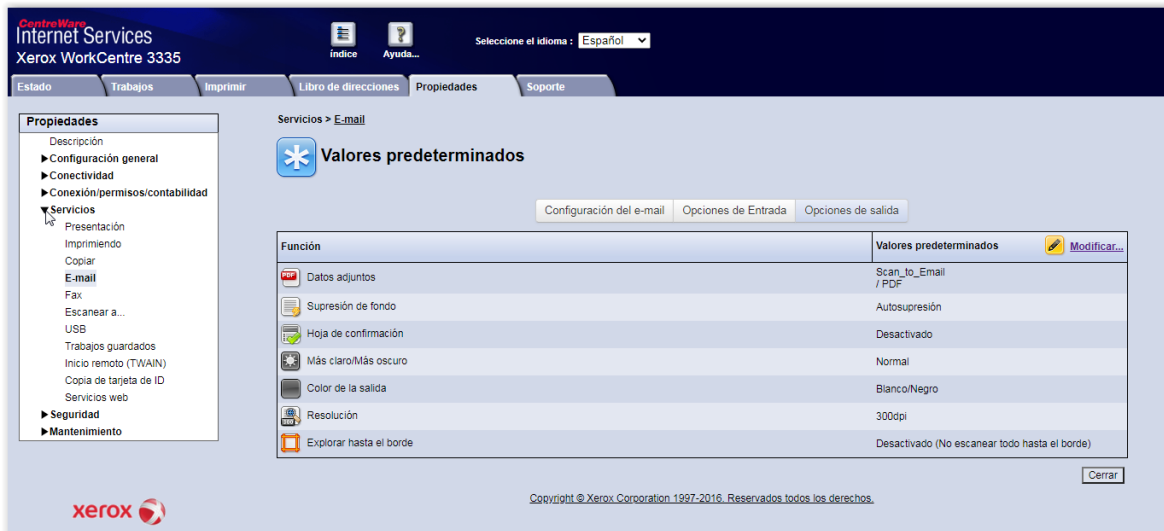 CentreWare
Internet Services
Xerox WorkCentre 3335
índice
Ayuda...
Seleccione el idioma : Español
Estado
Trabajos
Imprimir
Libro de direcciones
Propiedades
Soporte
Propiedades
Descripción
Configuración general
Conectividad
Conexión/permisos/contabilidad
Servicios
Presentación
Imprimiendo
Copiar
E-mail
Fax
Escanear a...
USB
Trabajos guardados
Inicio remoto (TWAIN)
Copia de tarjeta de ID
Servicios web
Seguridad
Mantenimiento
xerox
Servicios > E-mail
Valores predeterminados
Configuración del e-mail
Opciones de Entrada
Opciones de salida
Función
Valores predeterminados
Modificar...
PDF
Datos adjuntos
Scan_to_Email
/ PDF
Supresión de fondo
Autosupresión
Hoja de confirmación
Desactivado
Más claro/Más oscuro
Normal
Color de la salida
Blanco/Negro
Resolución
300dpi
Explorar hasta el borde
Desactivado (No escanear todo hasta el borde)
Cerrar
Copyright © Xerox Corporation 1997-2016. Reservados todos los derechos.